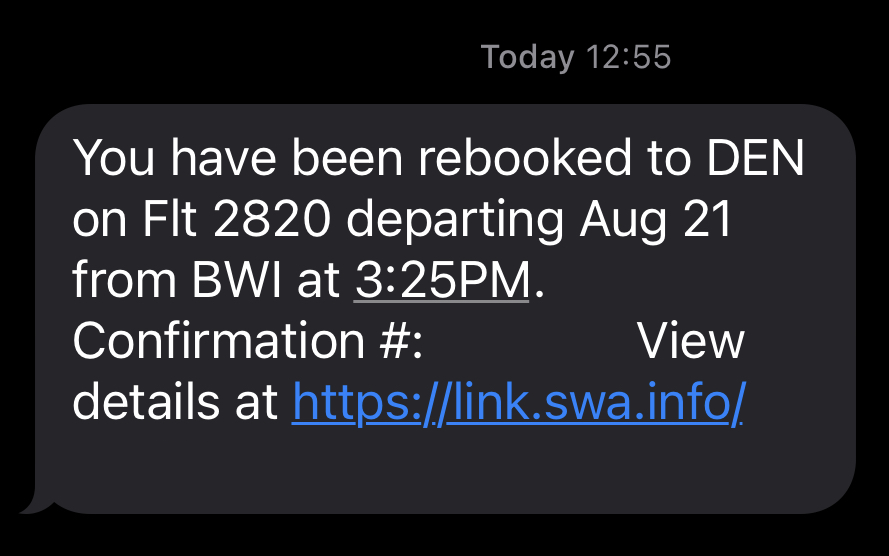 Today 12:55
You have been rebooked to DEN
on Flt 2820 departing Aug 21
from BWI at 3:25PM.
Confirmation #: View
details at https://link.swa.info/